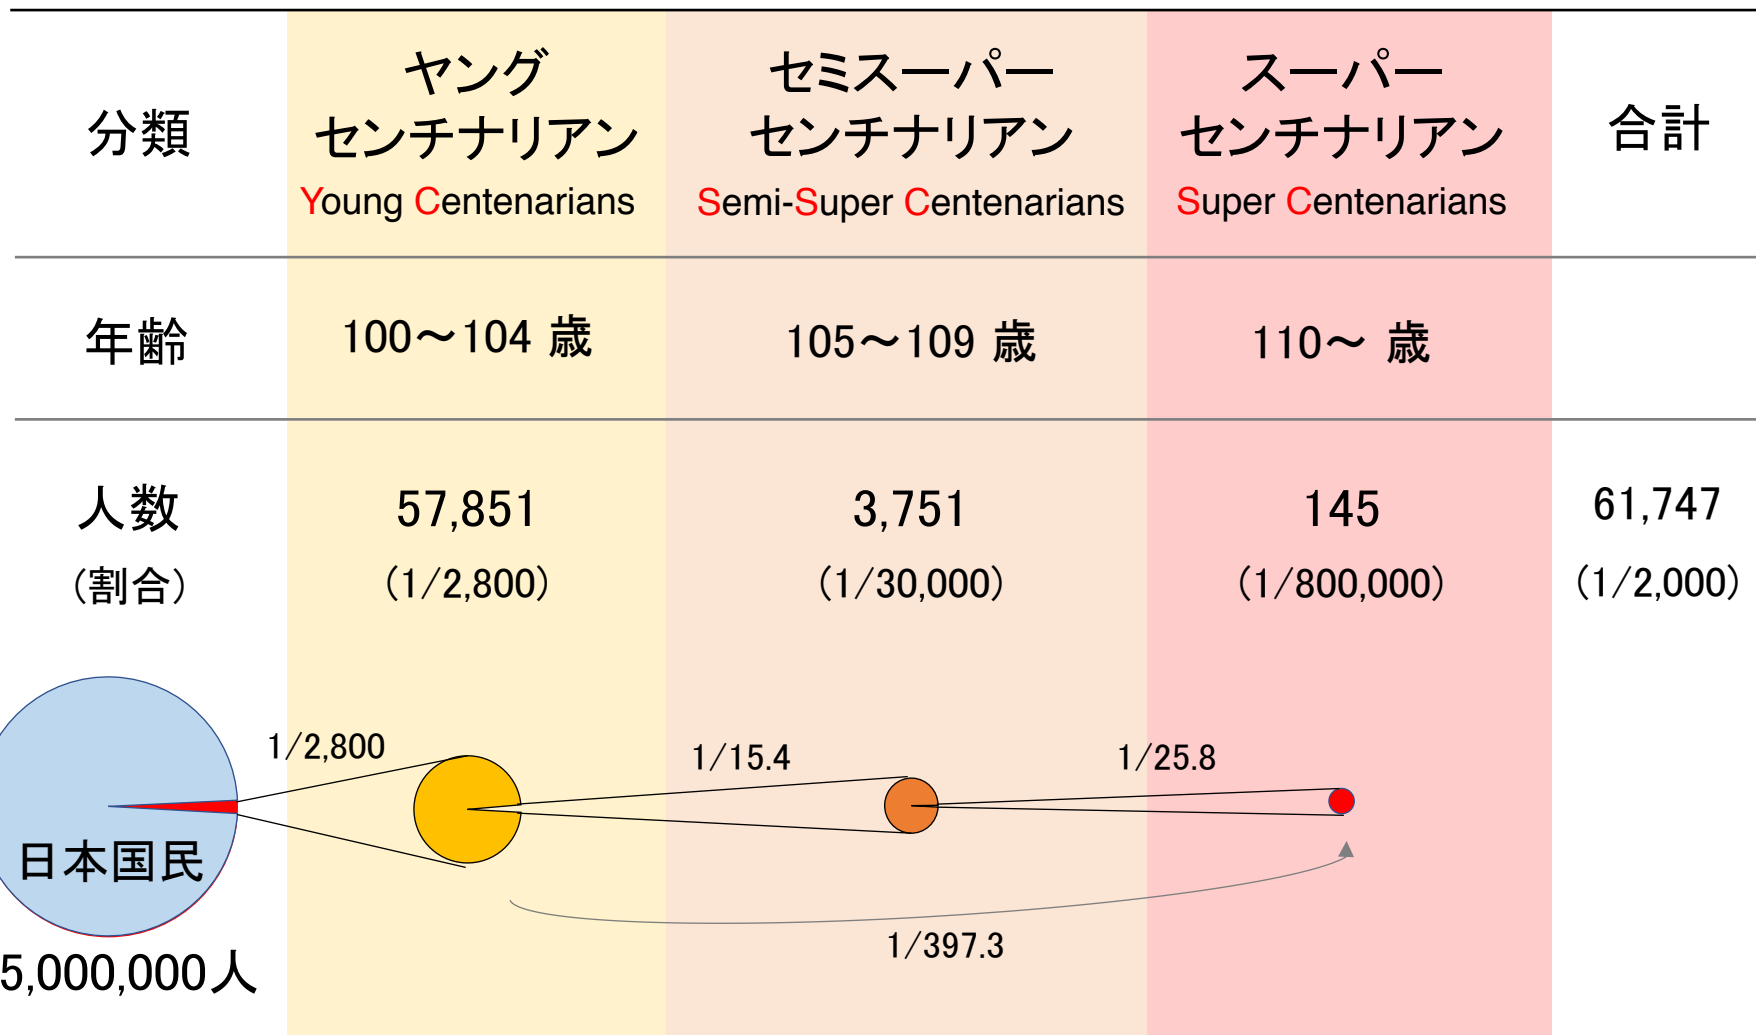 分類
ヤング
センチナリアン
Young Centenarians
セミスーパー
センチナリアン
Semi-Super Centenarians
スーパー
センチナリアン
Super Centenarians
合計
年齢
100～104 歳
105～109 歳
110～ 歳
人数
57,851
3,751
145
61,747
(割合)
(1/2,800)
(1/30,000)
(1/800,000)
(1/2,000)
1/2,800
1/15.4
1/25.8
日本国民
1/397.3
5,000,000人